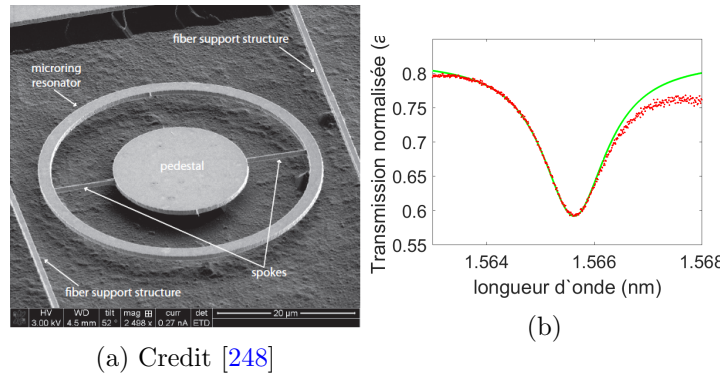 fiber support structure
microring
resonator
pedestal
spokes
fiber support structure
HV WD tilt mag ⊞ curr det
3.00 kV 4.5 mm 52 ° 2 498 x 0.27 nA ETD
20 µm
(a) Credit [248]
Transmission normalisée (a
0.8
0.75
0.7
0.65
0.6
0.55
1.564 1.566 1.568
longueur d`onde (nm)
(b)